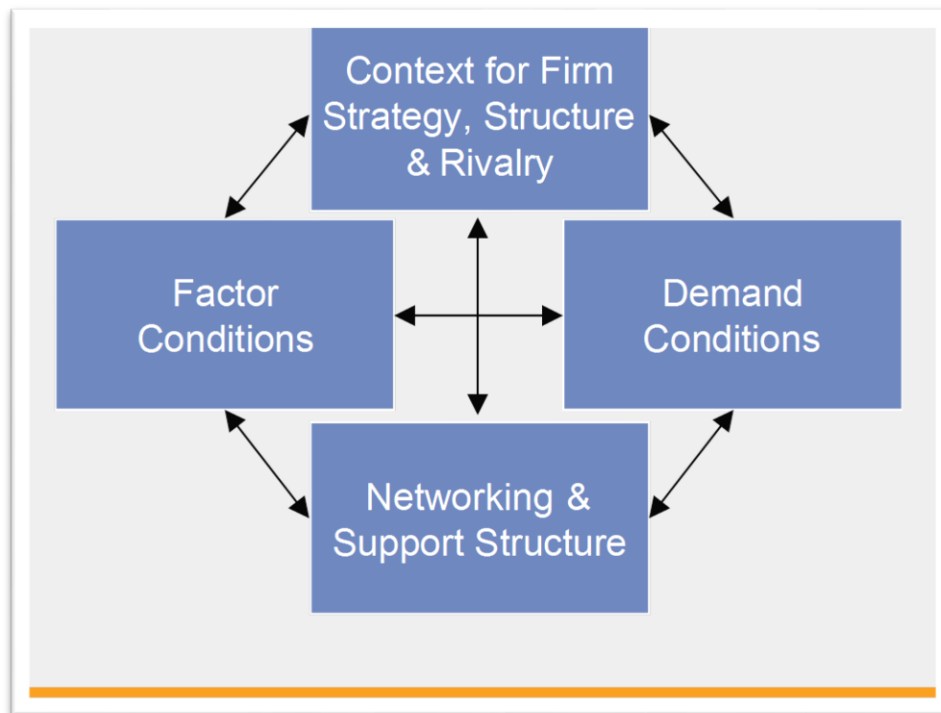 Context for Firm
Strategy, Structure
& Rivalry
Factor
Conditions
Demand
Conditions
Networking &
Support Structure